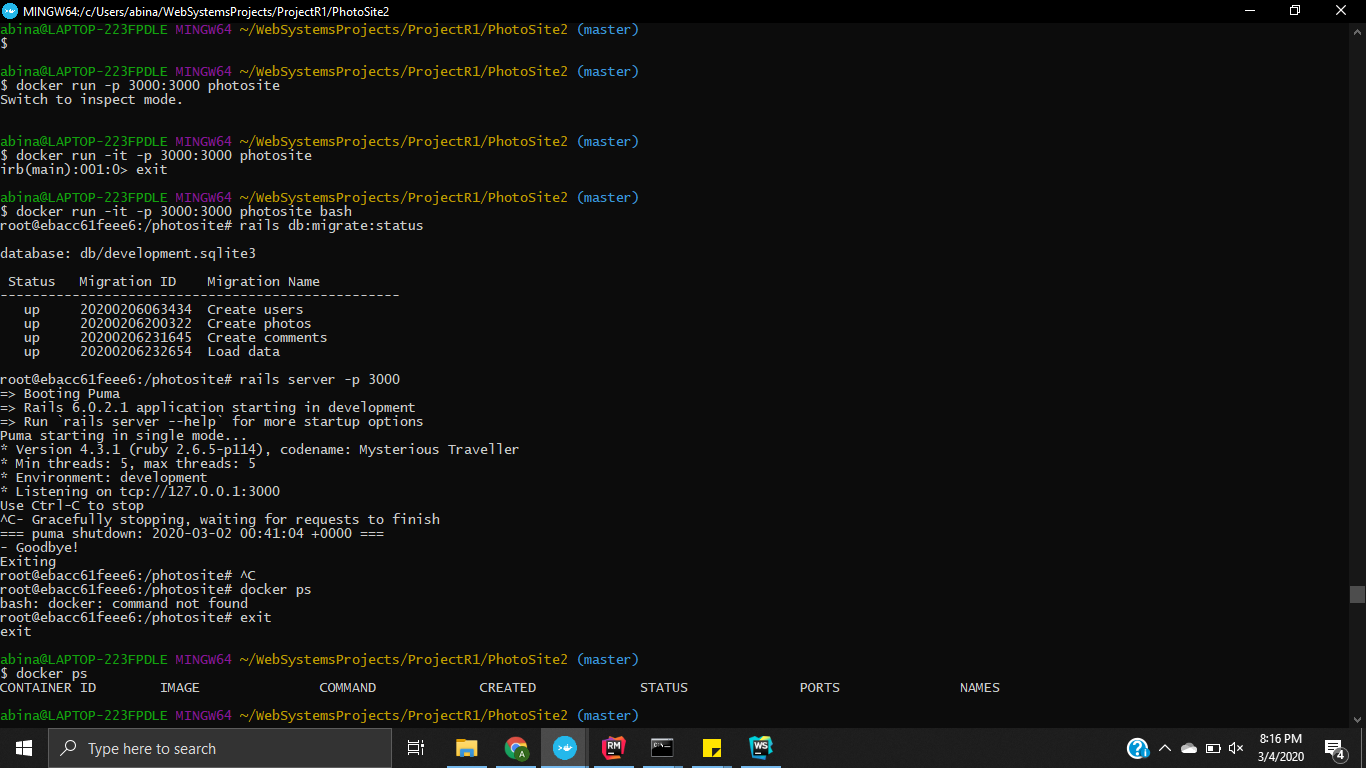 MINGW64:/c/Users/abina/WebSystemsProjects/ProjectR1/PhotoSite2
abina@LAPTOP-223FPDLE MINGW64 ~/WebSystemsProjects/ProjectR1/PhotoSite2 (master)
$
abina@LAPTOP-223FPDLE MINGW64 ~/WebSystemsProjects/ProjectR1/PhotoSite2 (master)
$ docker run -p 3000:3000 photosite
Switch to inspect mode.
abina@LAPTOP-223FPDLE MINGW64 ~/WebSystemsProjects/ProjectR1/PhotoSite2 (master)
$ docker run -it -p 3000:3000 photosite
irb(main):001:0> exit
abina@LAPTOP-223FPDLE MINGW64 ~/WebSystemsProjects/ProjectR1/PhotoSite2 (master)
$ docker run -it -p 3000:3000 photosite bash
root@ebacc61feee6:/photosite# rails db:migrate:status
database: db/development.sqlite3
Status Migration ID Migration Name
--------------------------------------------------
up 20200206063434 Create users
up 20200206200322 Create photos
up 20200206231645 Create comments
up 20200206232654 Load data
root@ebacc61feee6:/photosite# rails server -p 3000
=> Booting Puma
=> Rails 6.0.2.1 application starting in development
=> Run `rails server --help` for more startup options
Puma starting in single mode...
* Version 4.3.1 (ruby 2.6.5-p114), codename: Mysterious Traveller
* Min threads: 5, max threads: 5
* Environment: development
* Listening on tcp://127.0.0.1:3000
Use Ctrl-C to stop
^C- Gracefully stopping, waiting for requests to finish
=== puma shutdown: 2020-03-02 00:41:04 +0000 ===
- Goodbye!
Exiting
root@ebacc61feee6:/photosite# ^C
root@ebacc61feee6:/photosite# docker ps
bash: docker: command not found
root@ebacc61feee6:/photosite# exit
exit
abina@LAPTOP-223FPDLE MINGW64 ~/WebSystemsProjects/ProjectR1/PhotoSite2 (master)
$ docker ps
CONTAINER ID IMAGE COMMAND CREATED STATUS PORTS NAMES
abina@LAPTOP-223FPDLE MINGW64 ~/WebSystemsProjects/ProjectR1/PhotoSite2 (master)
Type here to search
A
RM
C:\
WS
8:16 PM
3/4/2020
4